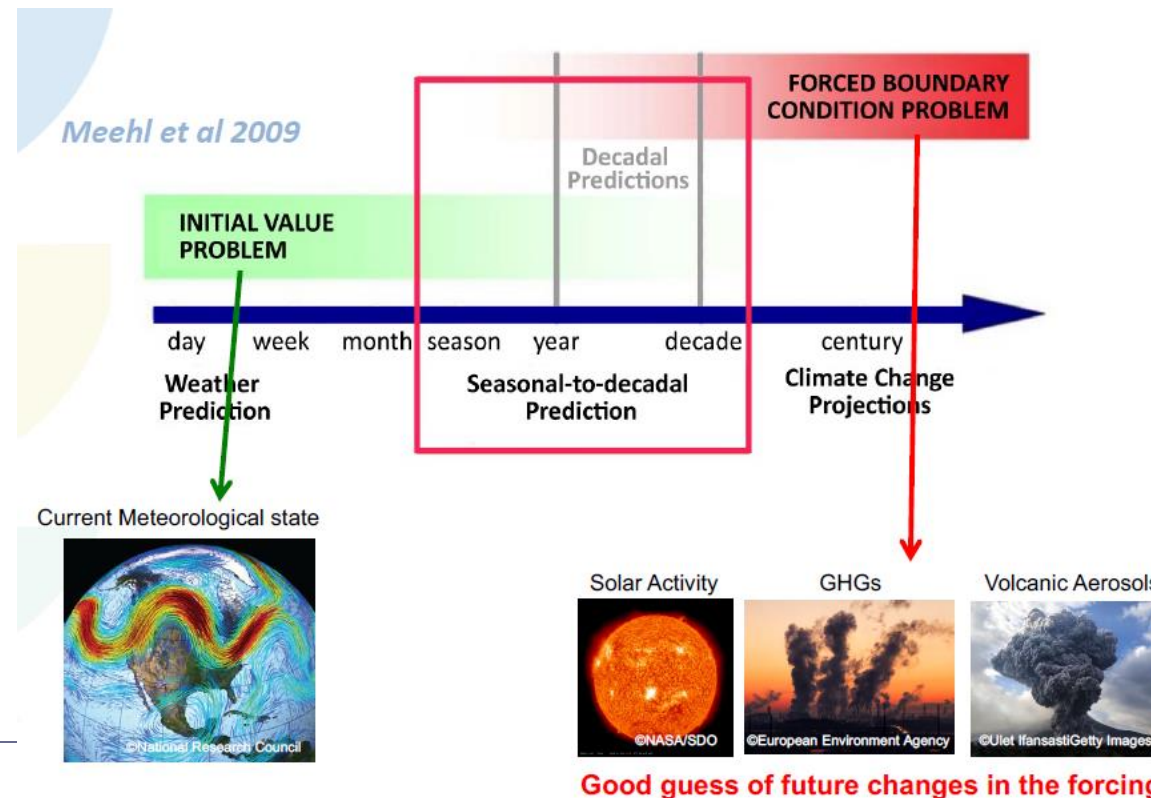 Meehl et al 2009
FORCED BOUNDARY
CONDITION PROBLEM
Decadal
Predictions
INITIAL VALUE
PROBLEM
day week month season year decade century
Weather
Prediction
Seasonal-to-decadal
Prediction
Climate Change
Projections
Current Meteorological state
©National Research Council
Solar Activity GHGs Volcanic Aerosols
©NASA/SDO ©European Environment Agency ©Ulet IfansastiGetty Images
Good guess of future changes in the forcing